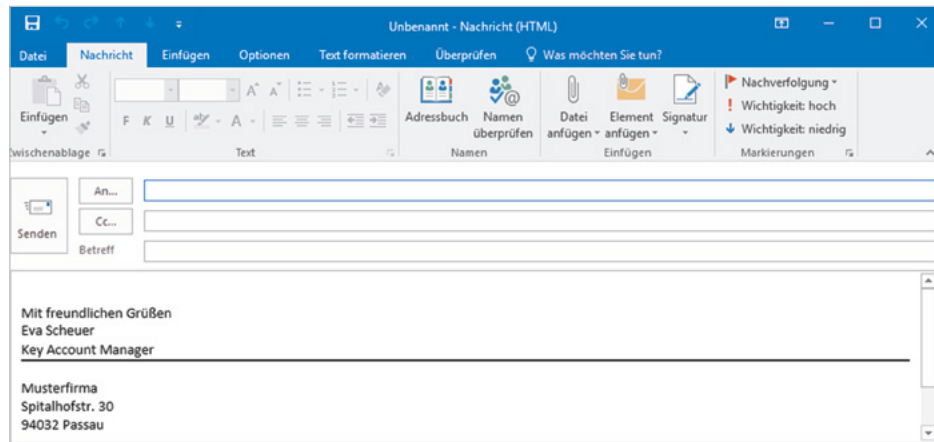 Unbenannt - Nachricht (HTML)
Datei Nachricht Einfügen Optionen Text formatieren Überprüfen Was möchten Sie tun?
Einfügen
F K U
A A
A
Adressbuch
Namen überprüfen
Datei anfügen
Element anfügen
Signatur
Nachverfolgung
Wichtigkeit: hoch
Wichtigkeit: niedrig
Zwischenablage Text Namen Einfügen Markierungen
Senden
An...
Cc...
Betreff
Mit freundlichen Grüßen
Eva Scheuer
Key Account Manager
Musterfirma
Spitalhofstr. 30
94032 Passau